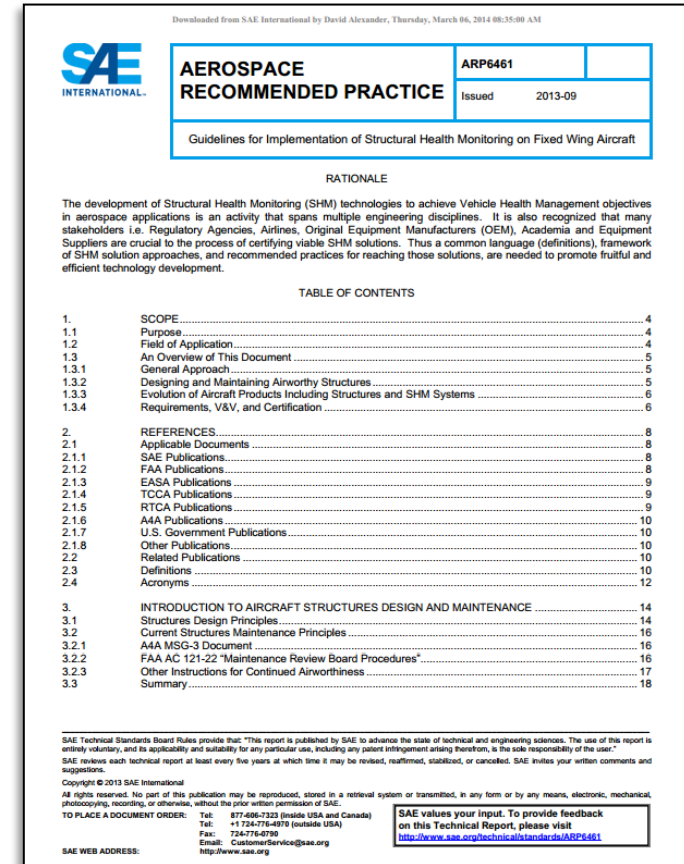 Downloaded from SAE International by David Alexander, Thursday, March 06, 2014 08:35:00 AM
SAE
INTERNATIONAL
AEROSPACE
RECOMMENDED PRACTICE
ARP6461
Issued 2013-09
Guidelines for Implementation of Structural Health Monitoring on Fixed Wing Aircraft
RATIONALE
The development of Structural Health Monitoring (SHM) technologies to achieve Vehicle Health Management objectives
in aerospace applications is an activity that spans multiple engineering disciplines. It is also recognized that many
stakeholders i.e. Regulatory Agencies, Airlines, Original Equipment Manufacturers (OEM), Academia and Equipment
Suppliers are crucial to the process of certifying viable SHM solutions. Thus a common language (definitions), framework
of SHM solution approaches, and recommended practices for reaching those solutions, are needed to promote fruitful and
efficient technology development.
TABLE OF CONTENTS
1. SCOPE 4
1.1 Purpose 4
1.2 Field of Application 4
1.3 An Overview of This Document 5
1.3.1 General Approach 5
1.3.2 Designing and Maintaining Airworthy Structures 5
1.3.3 Evolution of Aircraft Products Including Structures and SHM Systems 6
1.3.4 Requirements, V&V, and Certification 6
2. REFERENCES 8
2.1 Applicable Documents 8
2.1.1 SAE Publications 8
2.1.2 FAA Publications 8
2.1.3 EASA Publications 9
2.1.4 TCCA Publications 9
2.1.5 RTCA Publications 9
2.1.6 A4A Publications 10
2.1.7 U.S. Government Publications 10
2.1.8 Other Publications 10
2.2 Related Publications 10
2.3 Definitions 10
2.4 Acronyms 12
3. INTRODUCTION TO AIRCRAFT STRUCTURES DESIGN AND MAINTENANCE 14
3.1 Structures Design Principles 14
3.2 Current Structures Maintenance Principles 16
3.2.1 A4A MSG-3 Document 16
3.2.2 FAA AC 121-22 “Maintenance Review Board Procedures” 16
3.2.3 Other Instructions for Continued Airworthiness 17
3.3 Summary 18
SAE Technical Standards Board Rules provide that: “This report is published by SAE to advance the state of technical and engineering sciences. The use of this report is
entirely voluntary, and its applicability and suitability for any particular use, including any patent infringement arising therefrom, is the sole responsibility of the user.”
SAE reviews each technical report at least every five years at which time it may be revised, reaffirmed, stabilized, or cancelled. SAE invites your written comments and
suggestions.
Copyright © 2013 SAE International
All rights reserved. No part of this publication may be reproduced, stored in a retrieval system or transmitted, in any form or by any means, electronic, mechanical,
photocopying, recording, or otherwise, without the prior written permission of SAE.
TO PLACE A DOCUMENT ORDER: Tel: 877-606-7323 (inside USA and Canada)
Tel: +1 724-776-4970 (outside USA)
Fax: 724-776-0790
Email: CustomerService@sae.org
SAE WEB ADDRESS: http://www.sae.org
SAE values your input. To provide feedback
on this Technical Report, please visit
http://www.sae.org/technical/standards/ARP6461